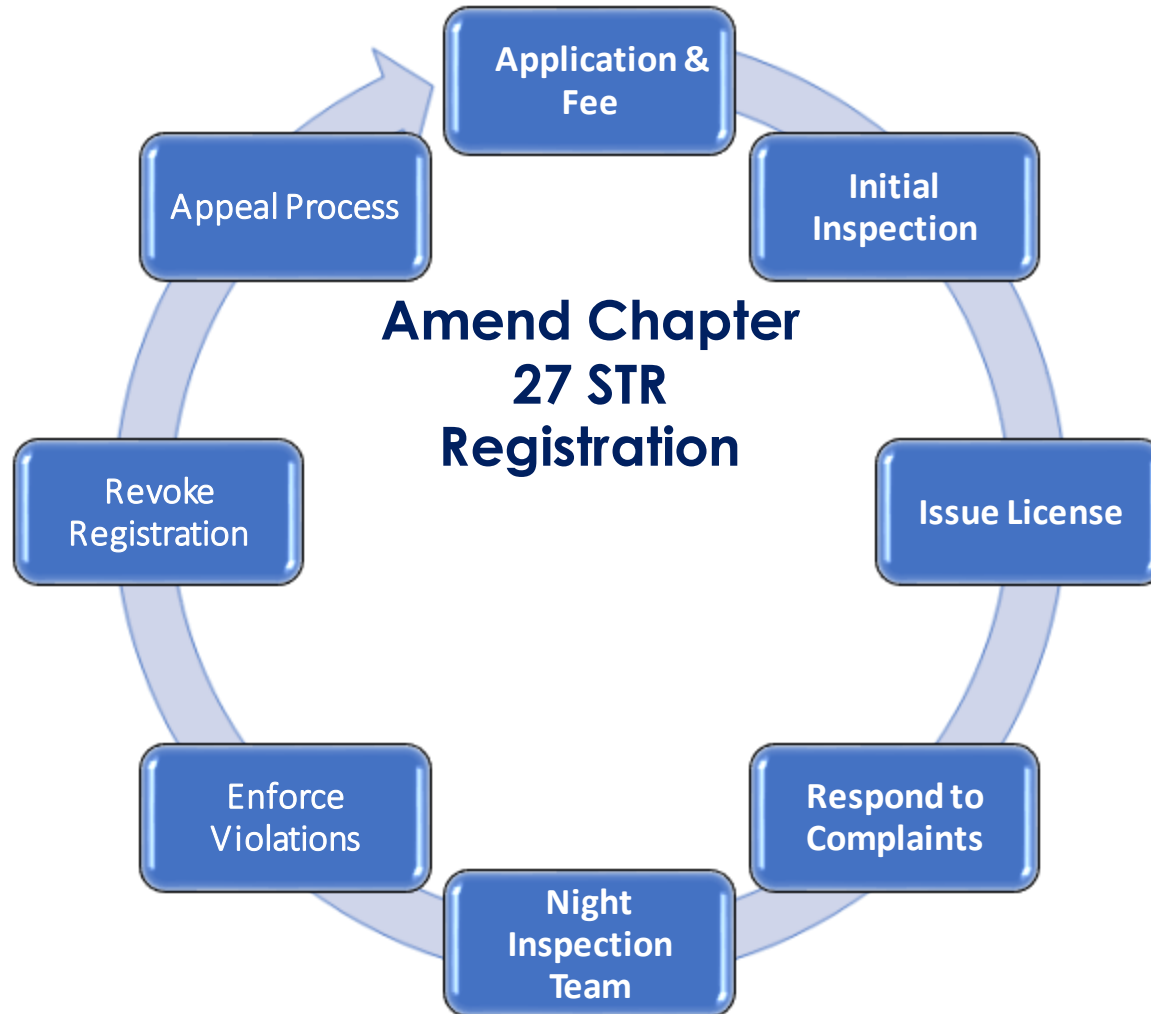 Application &
Fee
Initial
Inspection
Issue License
Respond to
Complaints
Night
Inspection
Team
Enforce
Violations
Revoke
Registration
Appeal Process
Amend Chapter
27 STR
Registration